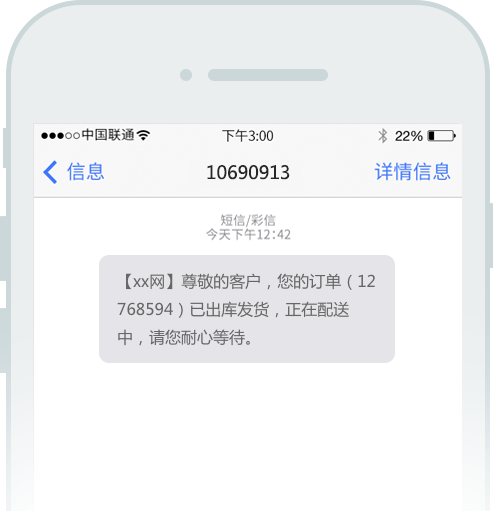 中国联通 下午3:00 22%
信息 10690913 详情信息
短信/彩信
今天下午12:42
【xx网】尊敬的客户，您的订单（12
768594）已出库发货，正在配送
中，请您耐心等待。